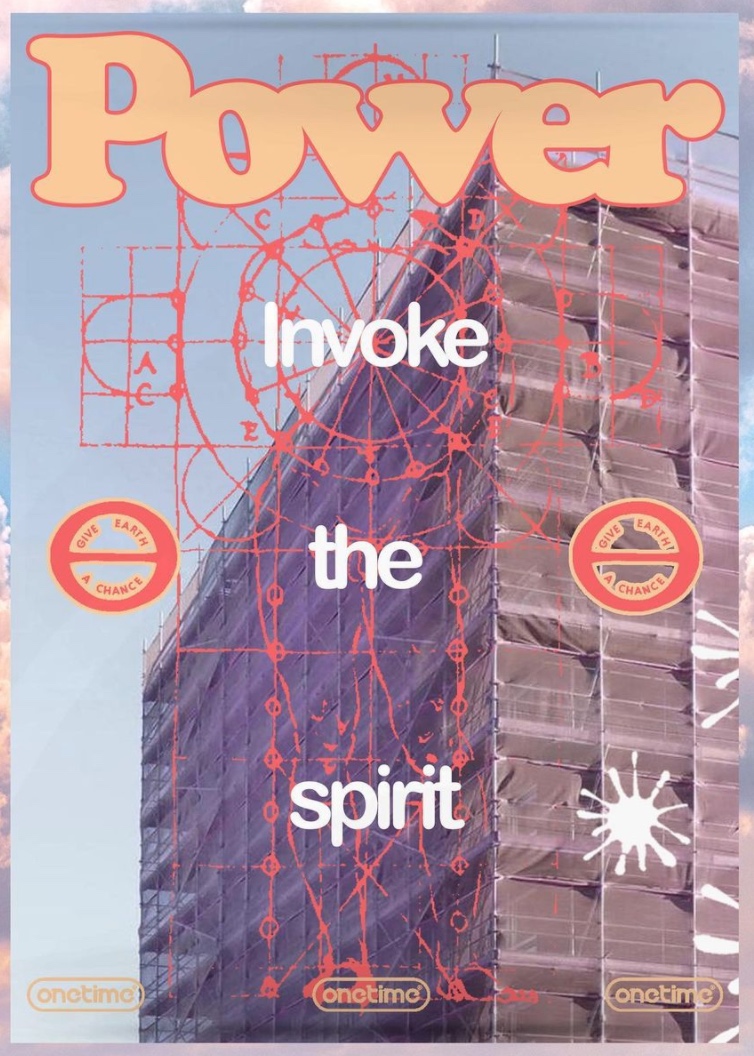 Power
C
D
Invoke
A
C
D
C
E
F
the
GIVE EARTH
A CHANCE
GIVE EARTH
A CHANCE
spirit
onetime
onetime
onetime